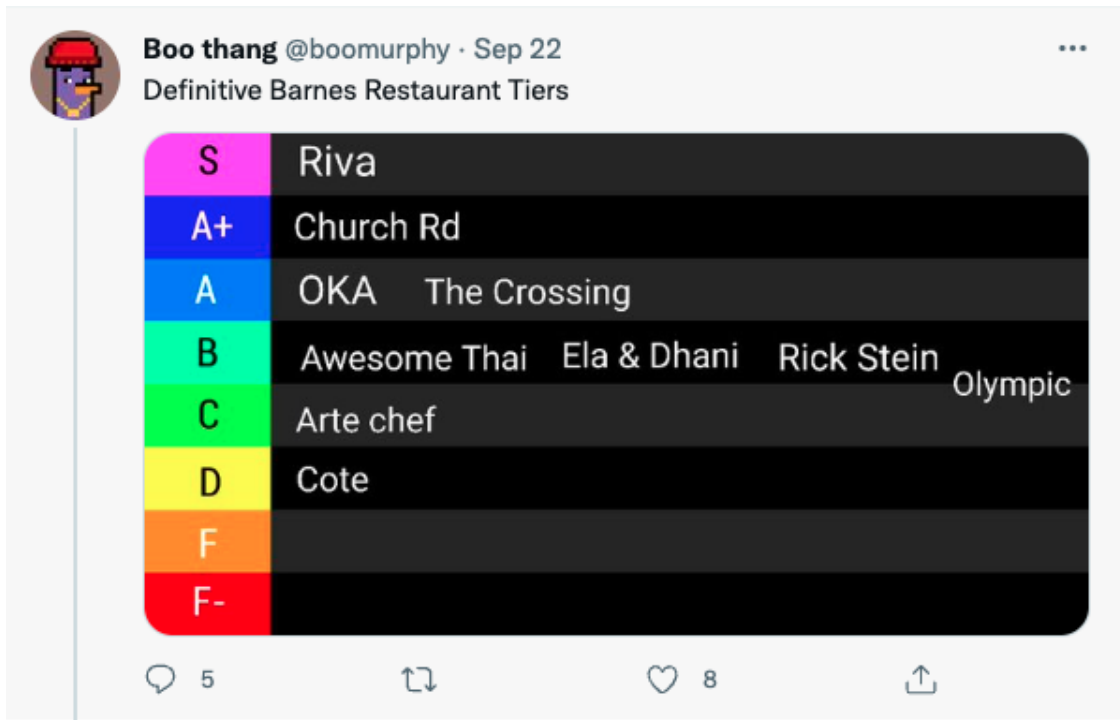 Boo thang @boomurphy · Sep 22
Definitive Barnes Restaurant Tiers
S Riva
A+ Church Rd
A OKA The Crossing
B Awesome Thai Ela & Dhani Rick Stein
Olympic
C Arte chef
D Cote
F
F-
5 8